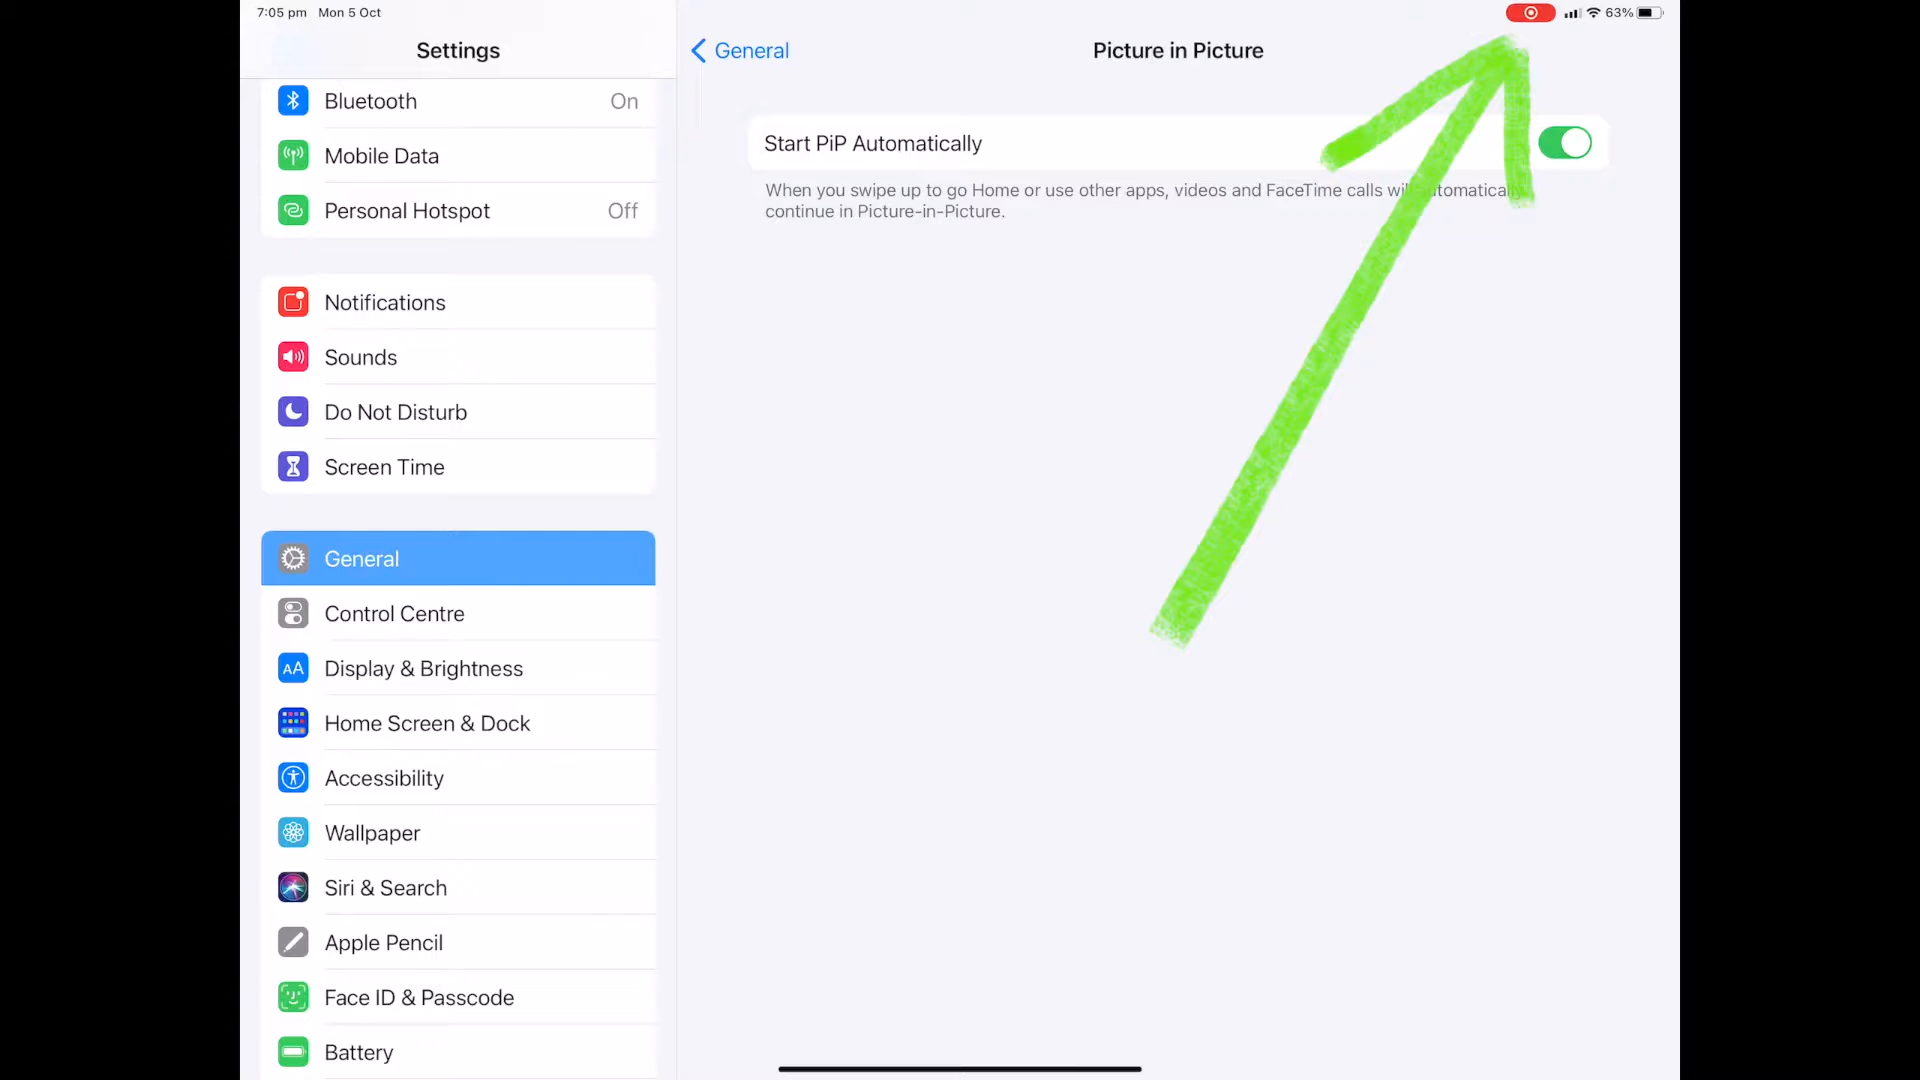 7:05 pm Mon 5 Oct
63%
Settings
Bluetooth On
Mobile Data
Personal Hotspot Off
Notifications
Sounds
Do Not Disturb
Screen Time
General
Control Centre
AA Display & Brightness
Home Screen & Dock
Accessibility
Wallpaper
Siri & Search
Apple Pencil
Face ID & Passcode
Battery
General
Picture in Picture
Start PiP Automatically
When you swipe up to go Home or use other apps, videos and FaceTime calls will automatically
continue in Picture-in-Picture.